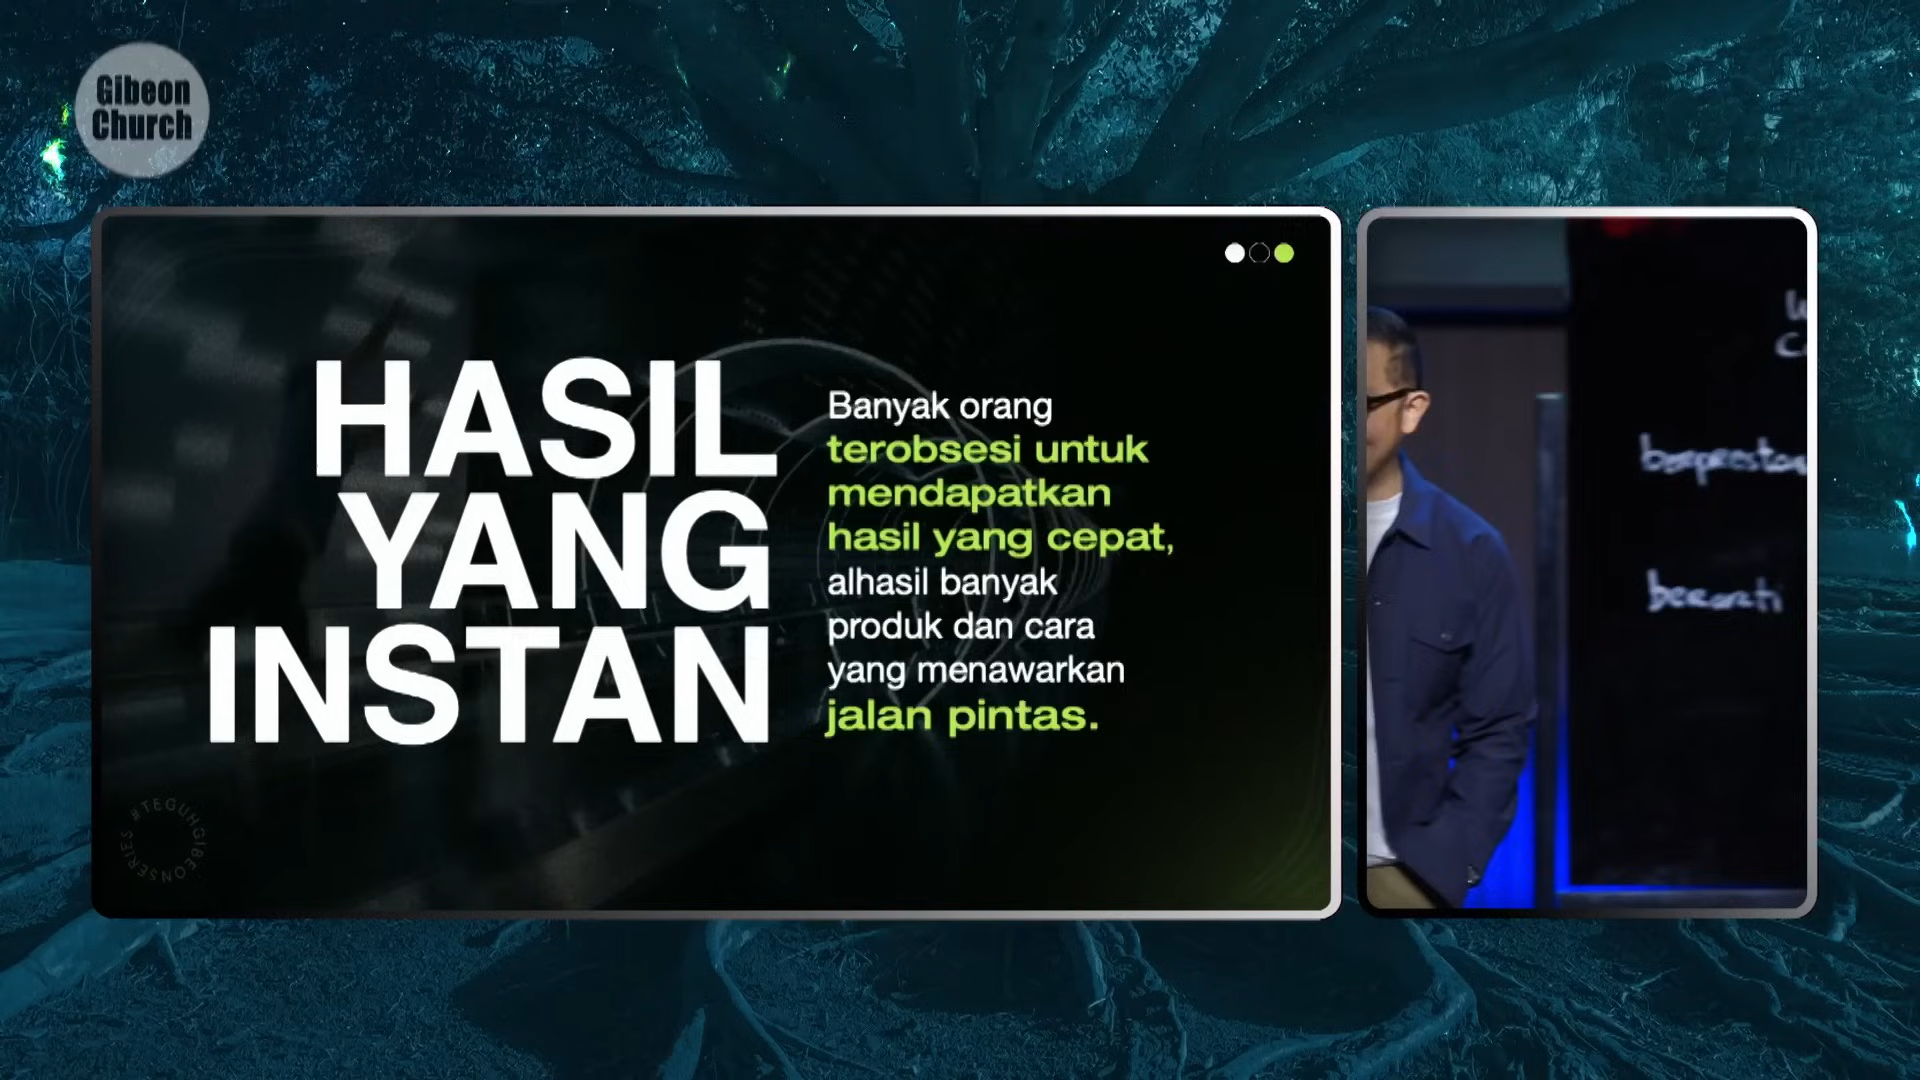 Gibeon
Church
HASIL
YANG
INSTAN
Banyak orang
terobsesi untuk
mendapatkan
hasil yang cepat,
alhasil banyak
produk dan cara
yang menawarkan
jalan pintas.
#TEGUHGIBEONSERIES
berarti